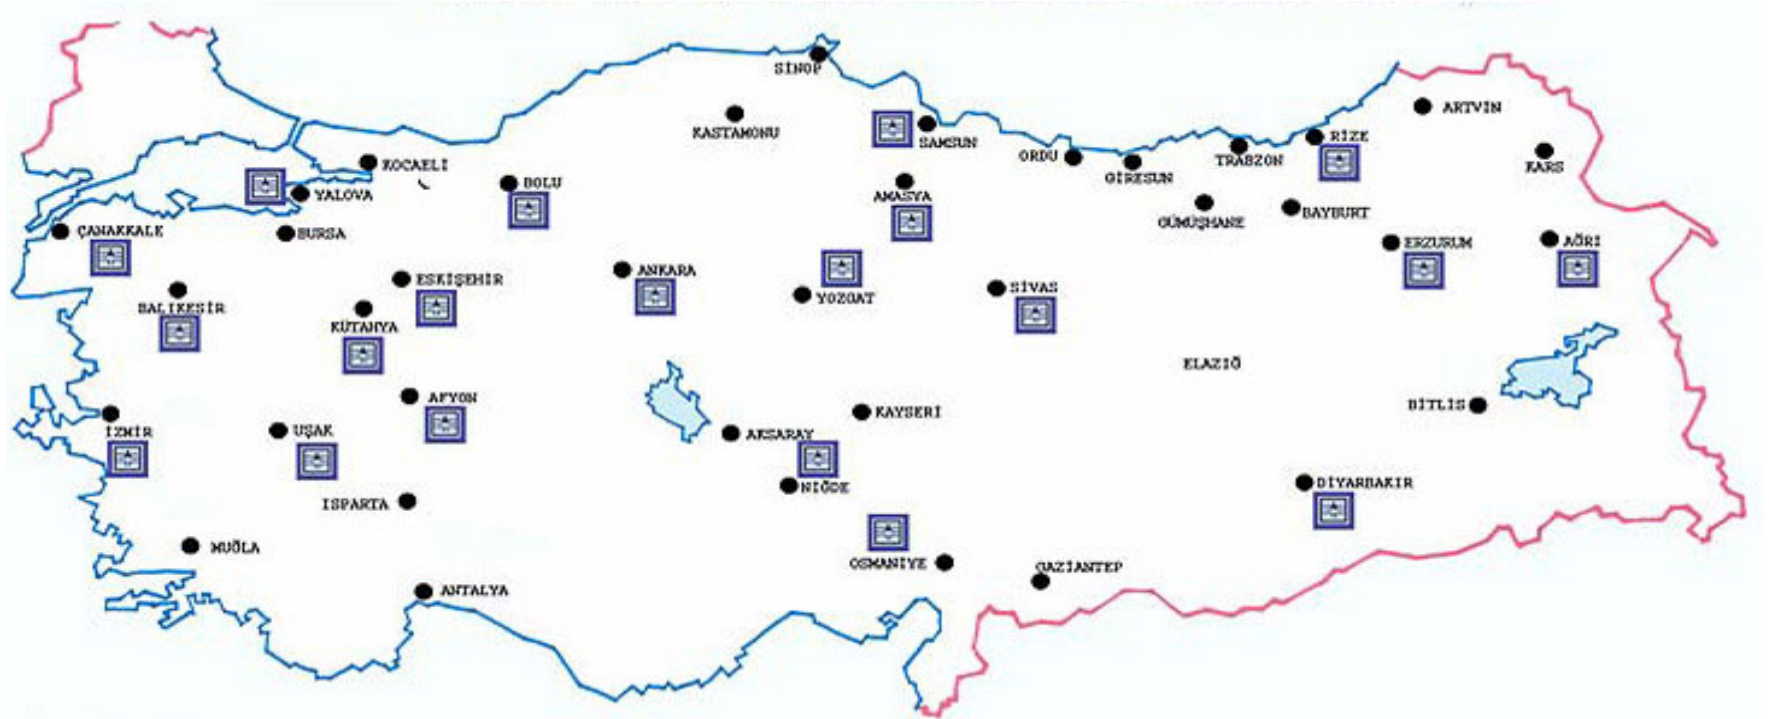 SİNOP
KASTAMONU
SAMSUN
ARTVIN
RİZE
KARS
ORDU
TRABZON
GİRESUN
KOCAELI
YALOVA
BOLU
AMASYA
GÜMÜŞHANE
BAYBURT
ÇANAKKALE
BURSA
ERZURUM
AĞRI
ESKİŞEHİR
ANKARA
YOZGAT
SİVAS
BALIKESİR
KÜTAHYA
ELAZIĞ
AFYON
KAYSERİ
BİTLİS
İZMİR
UŞAK
AKSARAY
NİĞDE
DİYARBAKIR
ISPARTA
MUĞLA
OSMANİYE
GAZİANTEP
ANTALYA